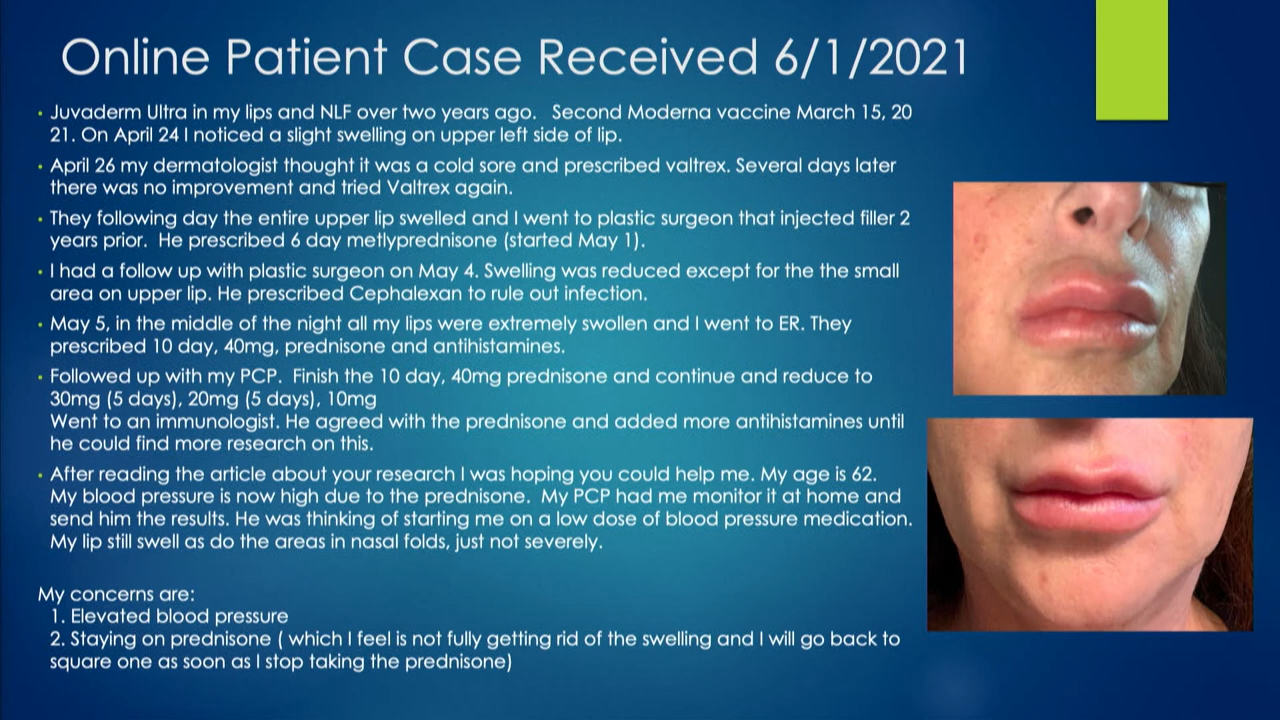 Online Patient Case Received 6/1/2021
• Juvaderm Ultra in my lips and NLF over two years ago. Second Moderna vaccine March 15, 20
21. On April 24 I noticed a slight swelling on upper left side of lip.
• April 26 my dermatologist thought it was a cold sore and prescribed valtrex. Several days later
there was no improvement and tried Valtrex again.
• They following day the entire upper lip swelled and I went to plastic surgeon that injected filler 2
years prior. He prescribed 6 day metlyprednisone (started May 1).
• I had a follow up with plastic surgeon on May 4. Swelling was reduced except for the the small
area on upper lip. He prescribed Cephalexan to rule out infection.
• May 5, in the middle of the night all my lips were extremely swollen and I went to ER. They
prescribed 10 day, 40mg, prednisone and antihistamines.
• Followed up with my PCP. Finish the 10 day, 40mg prednisone and continue and reduce to
30mg (5 days), 20mg (5 days), 10mg
Went to an immunologist. He agreed with the prednisone and added more antihistamines until
he could find more research on this.
• After reading the article about your research I was hoping you could help me. My age is 62.
My blood pressure is now high due to the prednisone. My PCP had me monitor it at home and
send him the results. He was thinking of starting me on a low dose of blood pressure medication.
My lip still swell as do the areas in nasal folds, just not severely.
My concerns are:
1. Elevated blood pressure
2. Staying on prednisone ( which I feel is not fully getting rid of the swelling and I will go back to
square one as soon as I stop taking the prednisone)